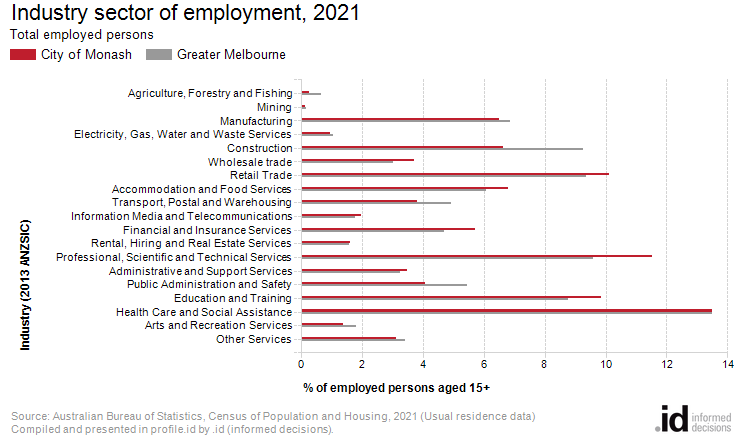 Industry sector of employment, 2021
Total employed persons
City of Monash
Greater Melbourne
Industry (2013 ANZSIC)
Agriculture, Forestry and Fishing
Mining
Manufacturing
Electricity, Gas, Water and Waste Services
Construction
Wholesale trade
Retail Trade
Accommodation and Food Services
Transport, Postal and Warehousing
Information Media and Telecommunications
Financial and Insurance Services
Rental, Hiring and Real Estate Services
Professional, Scientific and Technical Services
Administrative and Support Services
Public Administration and Safety
Education and Training
Health Care and Social Assistance
Arts and Recreation Services
Other Services
0 2 4 6 8 10 12 14
% of employed persons aged 15+
Source: Australian Bureau of Statistics, Census of Population and Housing, 2021 (Usual residence data)
Compiled and presented in profile.id by .id (informed decisions).
.id informed
decisions